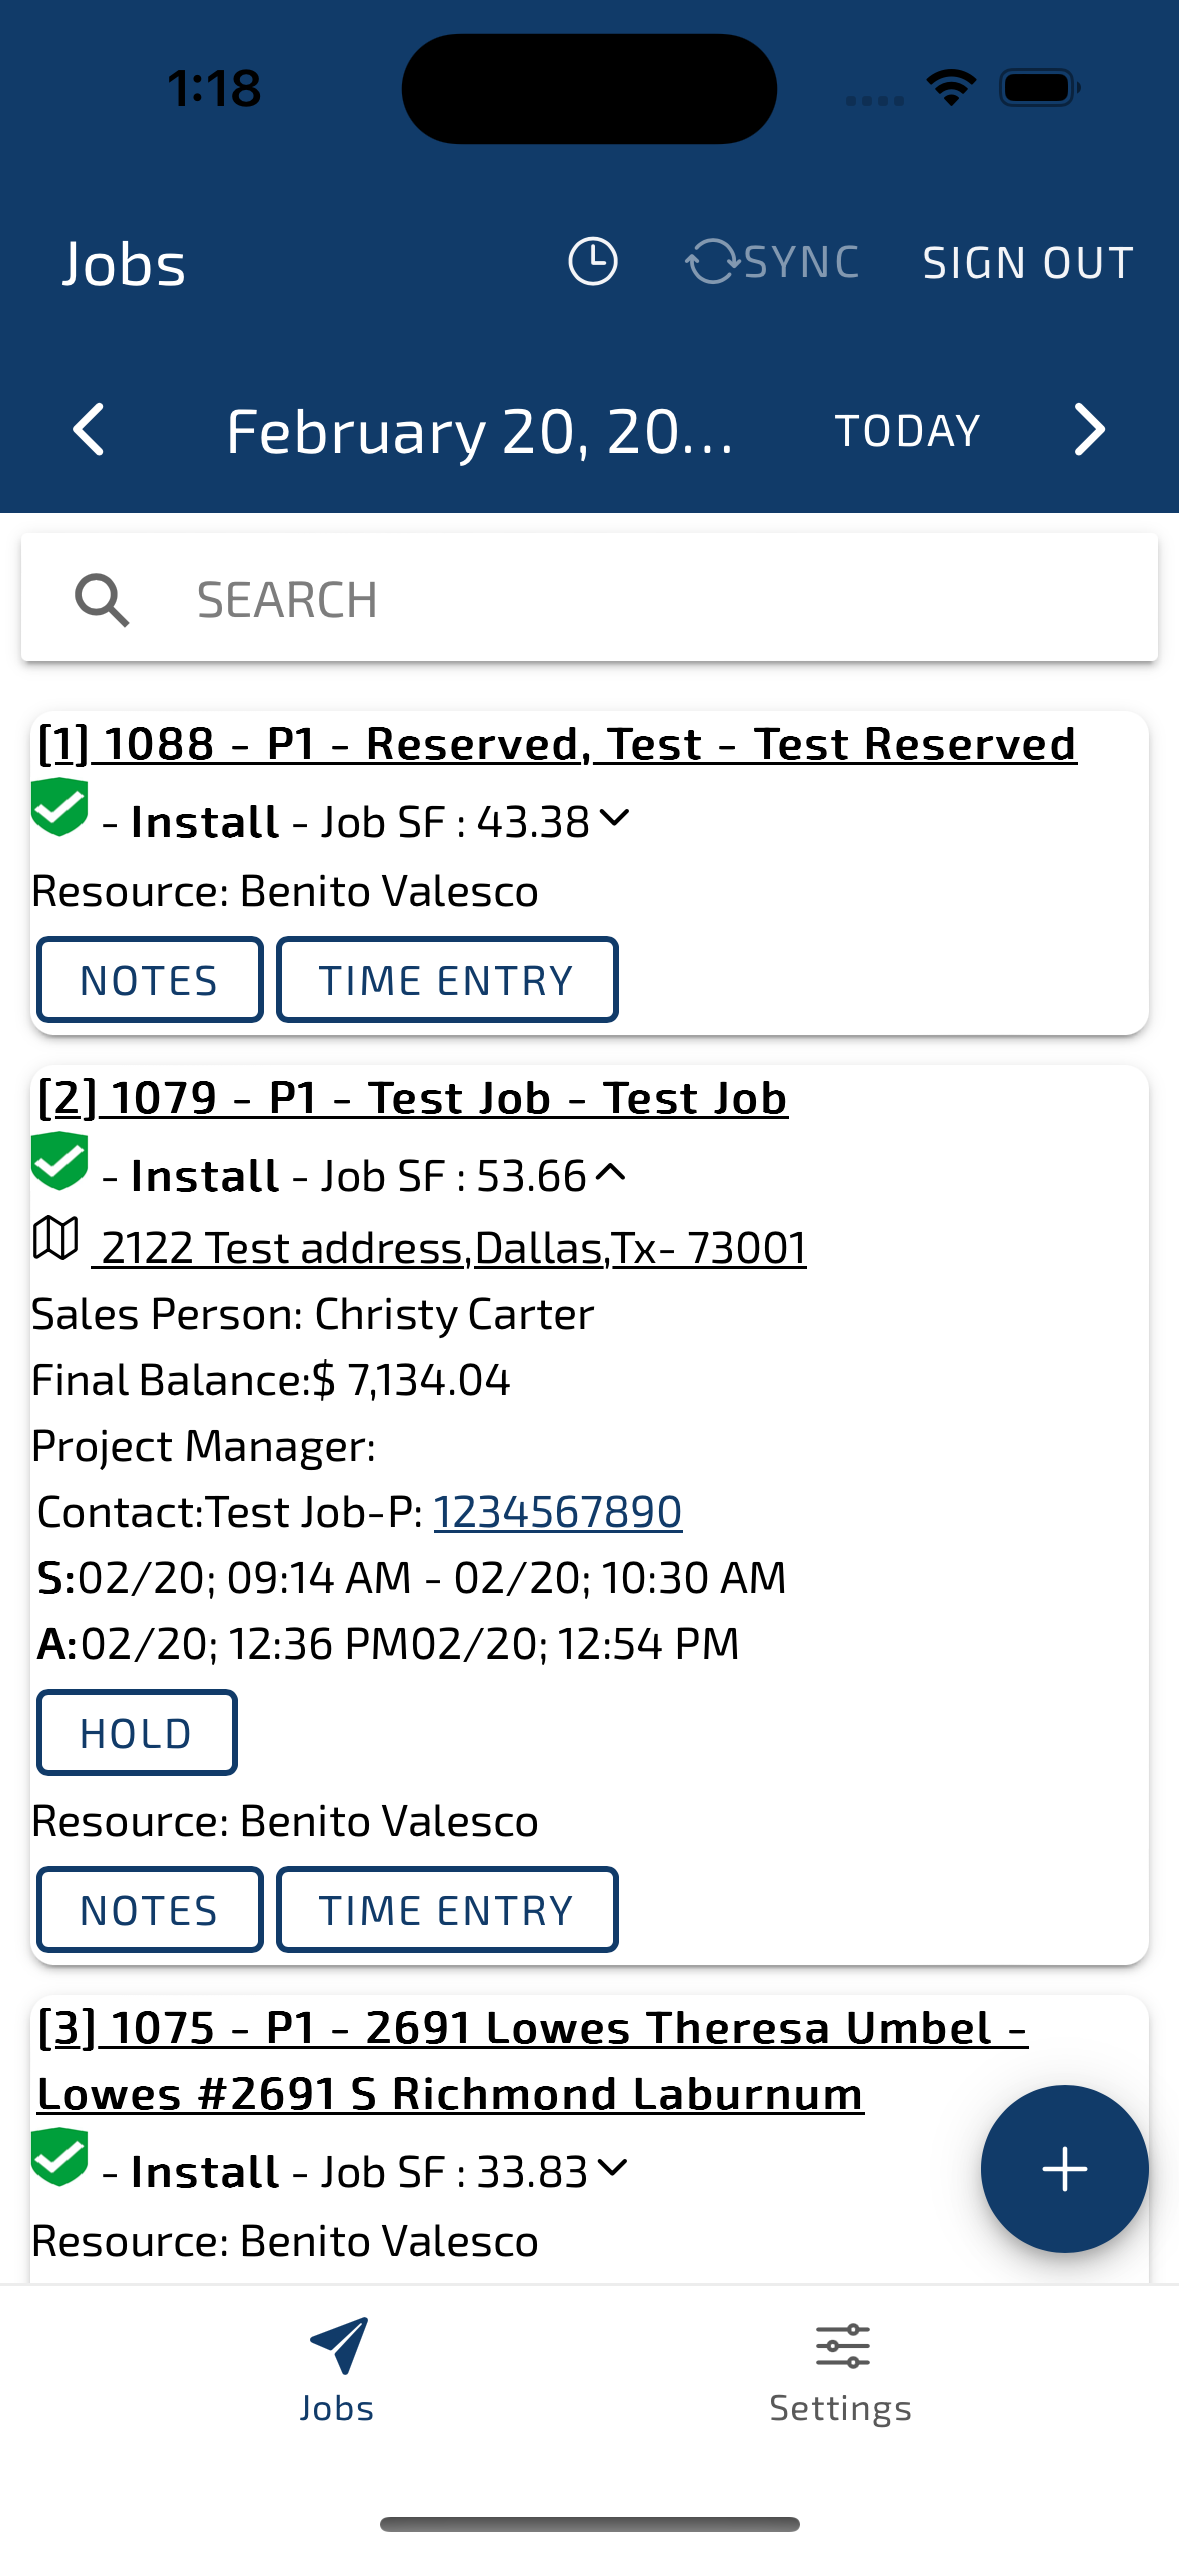 1:18
Jobs SYNC SIGN OUT
February 20, 20... TODAY
SEARCH
[1] 1088 - P1 - Reserved, Test - Test Reserved
- Install - Job SF : 43.38
Resource: Benito Valesco
NOTES TIME ENTRY
[2] 1079 - P1 - Test Job - Test Job
- Install - Job SF : 53.66
2122 Test address,Dallas,Tx- 73001
Sales Person: Christy Carter
Final Balance:$ 7,134.04
Project Manager:
Contact:Test Job-P: 1234567890
S:02/20; 09:14 AM - 02/20; 10:30 AM
A:02/20; 12:36 PM02/20; 12:54 PM
HOLD
Resource: Benito Valesco
NOTES TIME ENTRY
[3] 1075 - P1 - 2691 Lowes Theresa Umbel -
Lowes #2691 S Richmond Laburnum
- Install - Job SF : 33.83
Resource: Benito Valesco
Jobs Settings